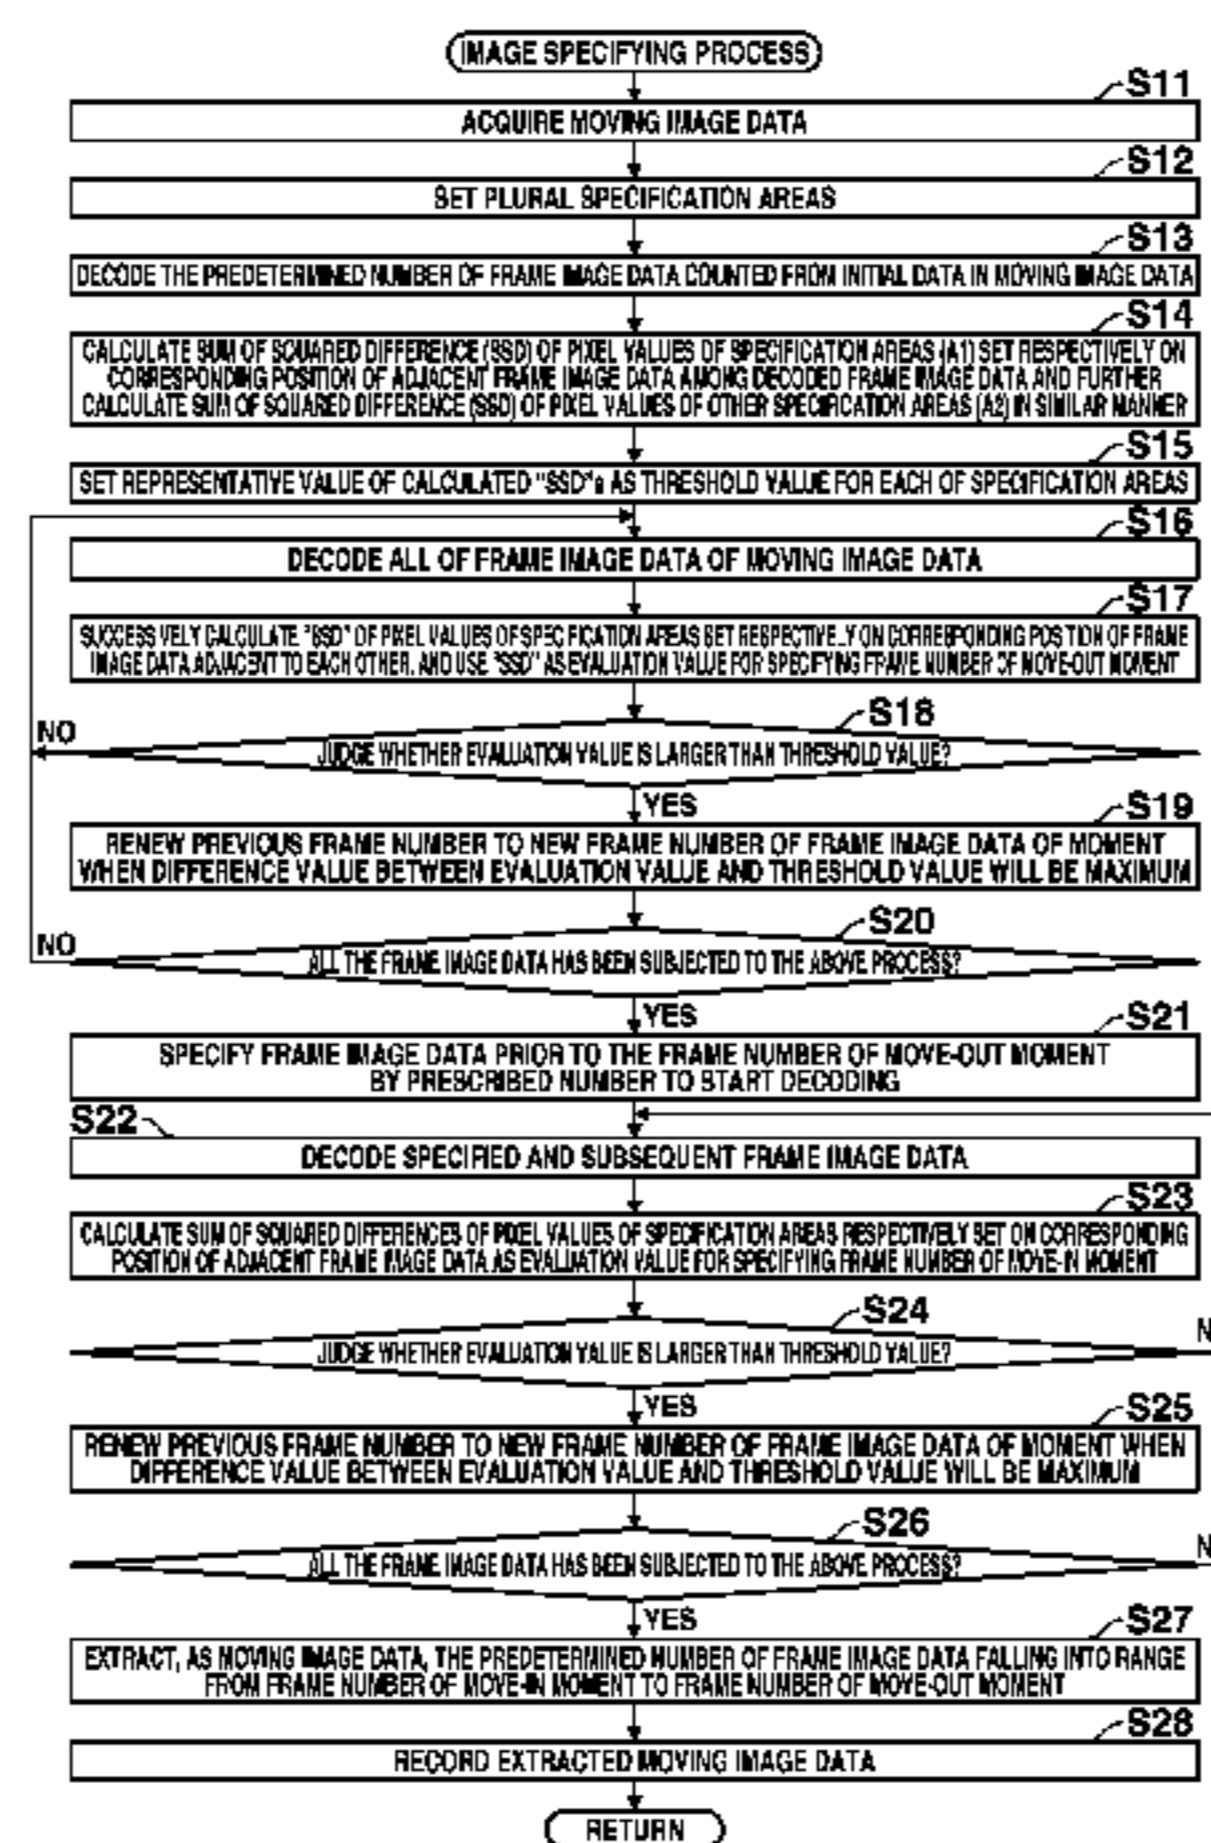 IMAGE SPECIFYING PROCESS
S11
ACQUIRE MOVING IMAGE DATA
S12
SET PLURAL SPECIFICATION AREAS
S13
DECODE THE PREDETERMINED NUMBER OF FRAME IMAGE DATA COUNTED FROM INITIAL DATA IN MOVING IMAGE DATA
S14
CALCULATE SUM OF SQUARED DIFFERENCE (SSD) OF PIXEL VALUES OF SPECIFICATION AREAS (A1) SET RESPECTIVELY ON
CORRESPONDING POSITION OF ADJACENT FRAME IMAGE DATA AMONG DECODED FRAME IMAGE DATA AND FURTHER
CALCULATE SUM OF SQUARED DIFFERENCE (SSD) OF PIXEL VALUES OF OTHER SPECIFICATION AREAS (A2) IN SIMILAR MANNER
S15
SET REPRESENTATIVE VALUE OF CALCULATED "SSD"s AS THRESHOLD VALUE FOR EACH OF SPECIFICATION AREAS
S16
DECODE ALL OF FRAME IMAGE DATA OF MOVING IMAGE DATA
S17
SUCCESSIVELY CALCULATE "SSD" OF PIXEL VALUES OF SPECIFICATION AREAS SET RESPECTIVELY ON CORRESPONDING POSITION OF FRAME
IMAGE DATA ADJACENT TO EACH OTHER, AND USE "SSD" AS EVALUATION VALUE FOR SPECIFYING FRAME NUMBER OF MOVE-OUT MOMENT
S18
NO
JUDGE WHETHER EVALUATION VALUE IS LARGER THAN THRESHOLD VALUE?
YES
S19
RENEW PREVIOUS FRAME NUMBER TO NEW FRAME NUMBER OF FRAME IMAGE DATA OF MOMENT
WHEN DIFFERENCE VALUE BETWEEN EVALUATION VALUE AND THRESHOLD VALUE WILL BE MAXIMUM
S20
NO
ALL THE FRAME IMAGE DATA HAS BEEN SUBJECTED TO THE ABOVE PROCESS?
YES
S21
SPECIFY FRAME IMAGE DATA PRIOR TO THE FRAME NUMBER OF MOVE-OUT MOMENT
BY PRESCRIBED NUMBER TO START DECODING
S22
DECODE SPECIFIED AND SUBSEQUENT FRAME IMAGE DATA
S23
CALCULATE SUM OF SQUARED DIFFERENCES OF PIXEL VALUES OF SPECIFICATION AREAS RESPECTIVELY SET ON CORRESPONDING
POSITION OF ADJACENT FRAME IMAGE DATA AS EVALUATION VALUE FOR SPECIFYING FRAME NUMBER OF MOVE-IN MOMENT
S24
N
JUDGE WHETHER EVALUATION VALUE IS LARGER THAN THRESHOLD VALUE?
YES
S25
RENEW PREVIOUS FRAME NUMBER TO NEW FRAME NUMBER OF FRAME IMAGE DATA OF MOMENT WHEN
DIFFERENCE VALUE BETWEEN EVALUATION VALUE AND THRESHOLD VALUE WILL BE MAXIMUM
S26
N
ALL THE FRAME IMAGE DATA HAS BEEN SUBJECTED TO THE ABOVE PROCESS?
YES
S27
EXTRACT, AS MOVING IMAGE DATA, THE PREDETERMINED NUMBER OF FRAME IMAGE DATA FALLING INTO RANGE
FROM FRAME NUMBER OF MOVE-IN MOMENT TO FRAME NUMBER OF MOVE-OUT MOMENT
S28
RECORD EXTRACTED MOVING IMAGE DATA
RETURN